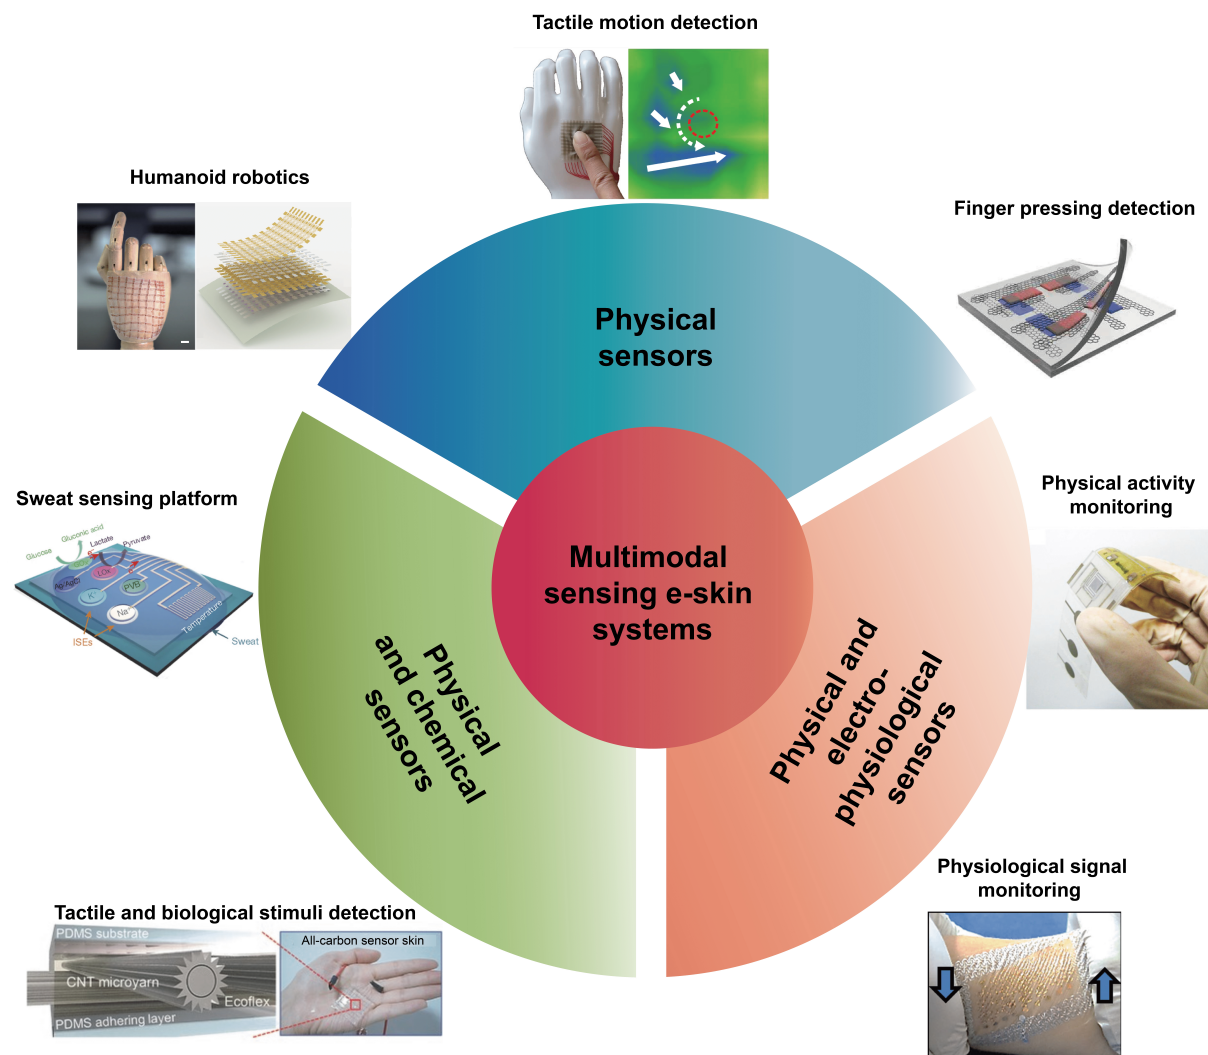 Tactile motion detection
Humanoid robotics
Finger pressing detection
Physical
sensors
Physical activity
monitoring
Sweat sensing platform
Gluconic acid
Glucose
Lactate
Pyruvate
LOx
Ag-AgCl
PVB
K+
Na+
Temperature
ISEs
Sweat
Multimodal
sensing e-skin
systems
Physical
and chemical
sensors
Physical and
electro-
physiological
sensors
Physiological signal
monitoring
Tactile and biological stimuli detection
PDMS substrate
CNT microyarn
Ecoflex
PDMS adhering layer
All-carbon sensor skin